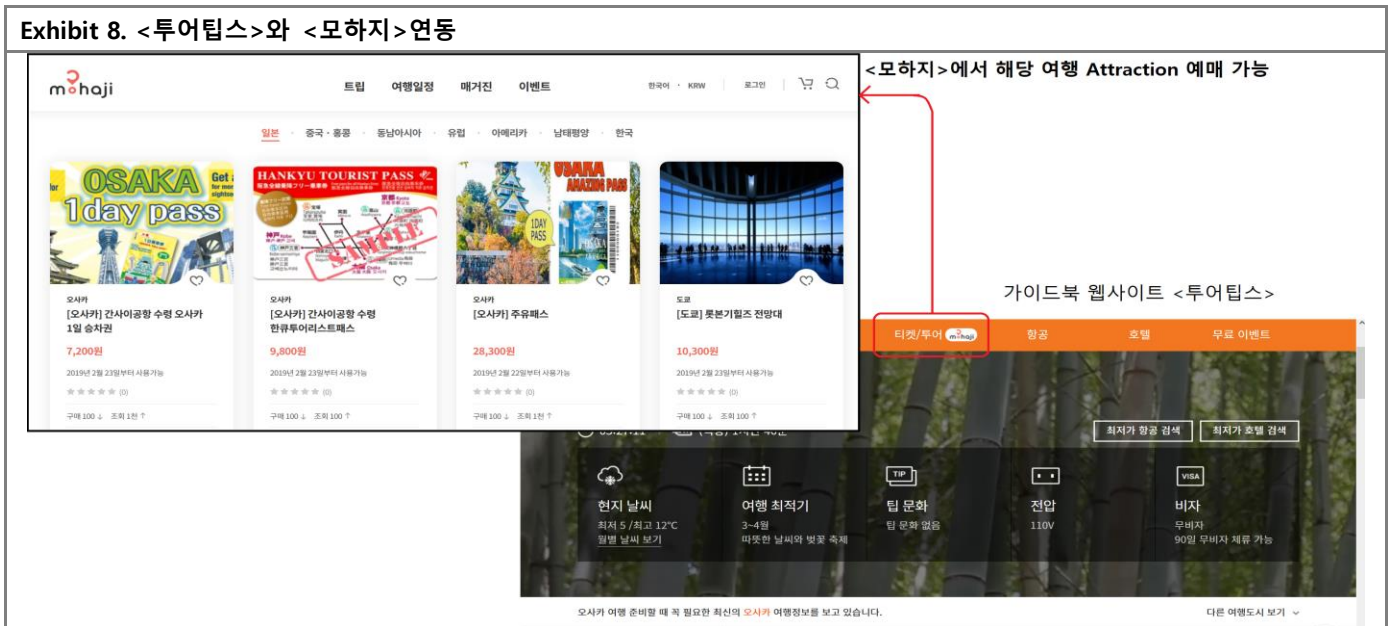 Exhibit 8. <투어팁스>와 <모하지>연동
mohaji
트립 여행일정 매거진 이벤트
한국어 · KRW 로그인
<모하지>에서 해당 여행 Attraction 예매 가능
일본 · 중국 · 홍콩 · 동남아시아 · 유럽 · 아메리카 · 남태평양 · 한국
OSAKA
1day pass
HANKYU TOURIST PASS
SAMPLE
OSAKA
AMAZING PASS
1DAY
PASS
오사카
[오사카] 간사이공항 수령 오사카
1일 승차권
7,200원
2019년 2월 23일부터 사용가능
★★★★★ (0)
구매 100 ↓ 조회 1천 ↑
오사카
[오사카] 간사이공항 수령
한큐투어리스트패스
9,800원
2019년 2월 23일부터 사용가능
★★★★★ (0)
구매 100 ↓ 조회 100 ↑
오사카
[오사카] 주유패스
28,300원
2019년 2월 22일부터 사용가능
★★★★★ (0)
구매 100 ↓ 조회 1천 ↑
도쿄
[도쿄] 롯본기힐즈 전망대
10,300원
2019년 2월 23일부터 사용가능
★★★★★ (0)
구매 100 ↓ 조회 100 ↑
가이드북 웹사이트 <투어팁스>
티켓/투어 mohaji 항공 호텔 무료 이벤트
최저가 항공 검색 최저가 호텔 검색
TIP VISA
현지 날씨 여행 최적기 팁 문화 전압 비자
최저 5 /최고 12°C 3~4월 팁 문화 없음 110V 무비자
월별 날씨 보기 따뜻한 날씨와 벚꽃 축제 90일 무비자 체류 가능
오사카 여행 준비할 때 꼭 필요한 최신의 오사카 여행정보를 보고 있습니다. 다른 여행도시 보기